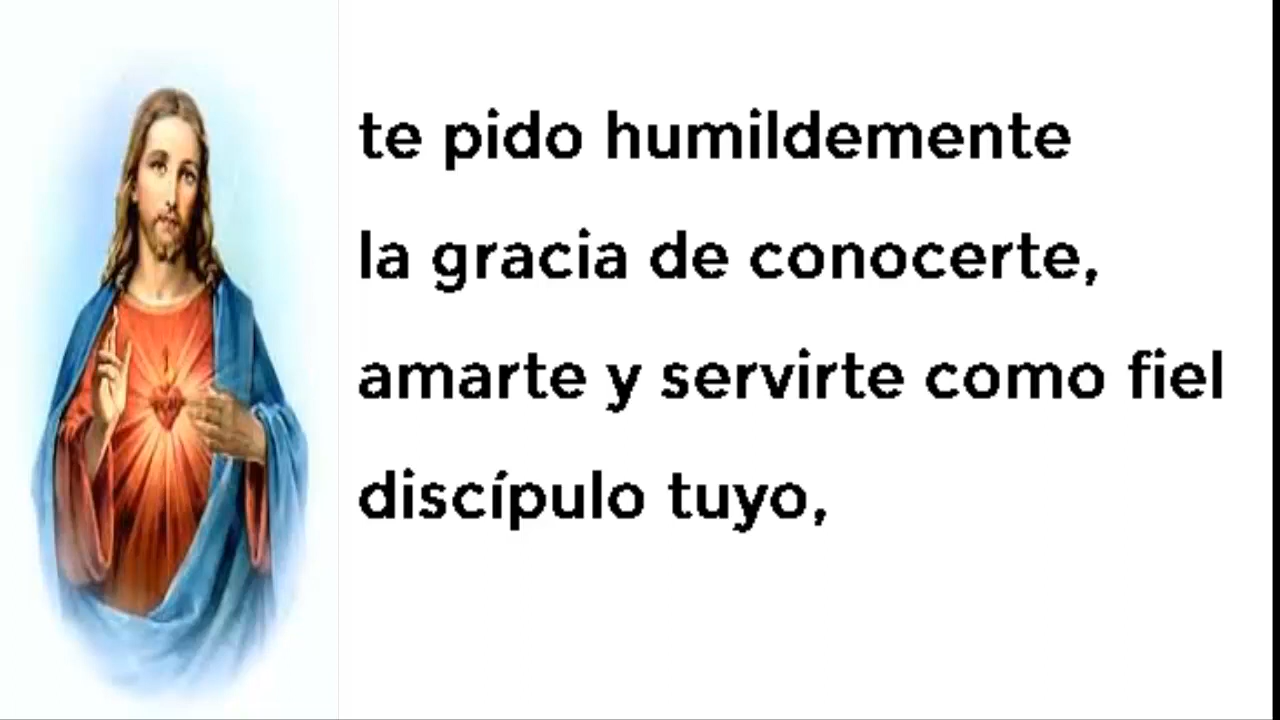 te pido humildemente
la gracia de conocerte,
amarte y servirte como fiel
discípulo tuyo,